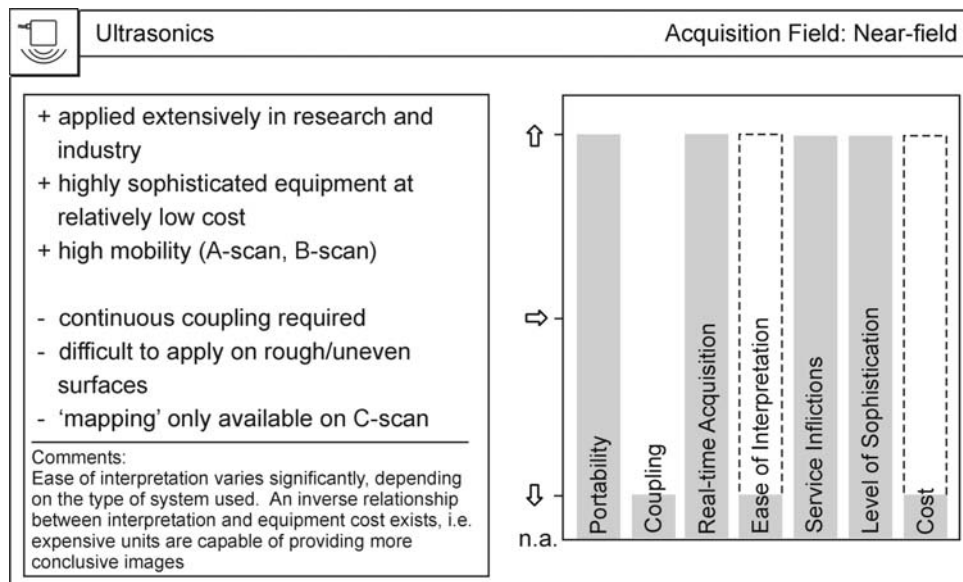 Ultrasonics
Acquisition Field: Near-field
+ applied extensively in research and
industry
+ highly sophisticated equipment at
relatively low cost
+ high mobility (A-scan, B-scan)
- continuous coupling required
- difficult to apply on rough/uneven
surfaces
- ‘mapping’ only available on C-scan
Comments:
Ease of interpretation varies significantly, depending
on the type of system used. An inverse relationship
between interpretation and equipment cost exists, i.e.
expensive units are capable of providing more
conclusive images
n.a.
Portability
Coupling
Real-time Acquisition
Ease of Interpretation
Service Inflictions
Level of Sophistication
Cost